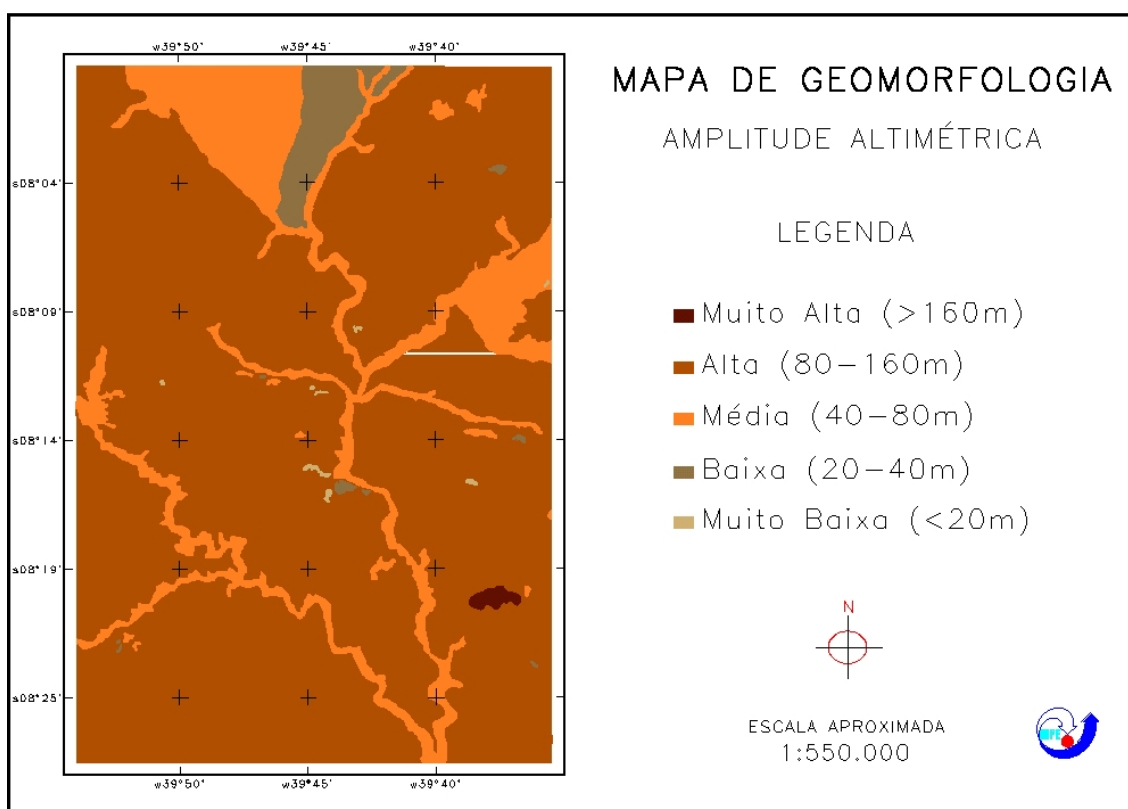 w39°50' w39°45' w39°40'
s08°04'
s08°09'
s08°14'
s08°19'
s08°25'
w39°50' w39°45' w39°40'
MAPA DE GEOMORFOLOGIA
AMPLITUDE ALTIMÉTRICA
LEGENDA
Muito Alta (>160m)
Alta (80-160m)
Média (40-80m)
Baixa (20-40m)
Muito Baixa (<20m)
N
ESCALA APROXIMADA
1:550.000
INPE